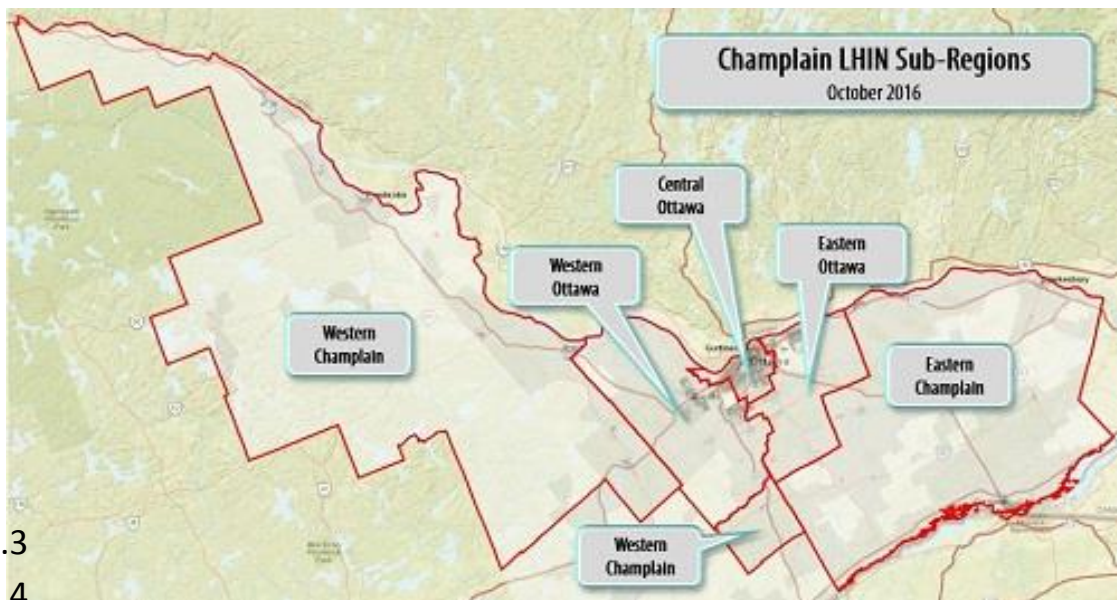 Champlain LHIN Sub-Regions
October 2016
Central
Ottawa
Western
Ottawa
Eastern
Ottawa
Western
Champlain
Eastern
Champlain
Western
Champlain
.3
4